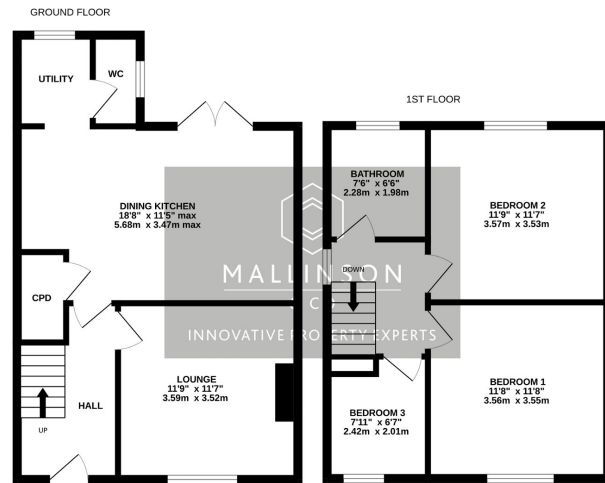 GROUND FLOOR
UTILITY
WC
DINING KITCHEN
18'8" x 11'5" max
5.68m x 3.47m max
CPD
HALL
UP
LOUNGE
11'9" x 11'7"
3.59m x 3.52m
1ST FLOOR
BATHROOM
7'6" x 6'6"
2.28m x 1.98m
BEDROOM 2
11'9" x 11'7"
3.57m x 3.53m
DOWN
BEDROOM 3
7'11" x 6'7"
2.42m x 2.01m
BEDROOM 1
11'8" x 11'8"
3.56m x 3.55m
MALLINSON
& CO
INNOVATIVE PROPERTY EXPERTS